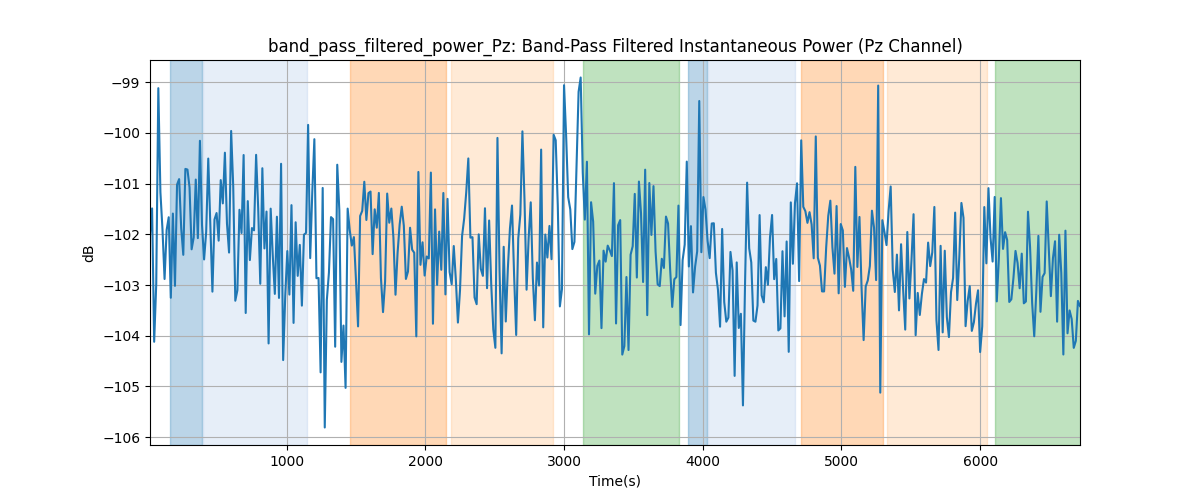 band_pass_filtered_power_Pz: Band-Pass Filtered Instantaneous Power (Pz Channel)
dB
−99
−100
−101
−102
−103
−104
−105
−106
1000 2000 3000 4000 5000 6000
Time(s)